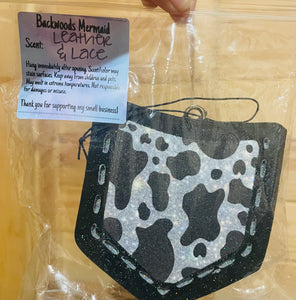 Backwoods Mermaid
Scent: Leather
& Lace
Hang immediately after opening. Scent/color may
stain surfaces. Keep away from children and pets.
May melt in extreme temperatures. Not responsible
for damages or misuse.
Thank you for supporting my small business!